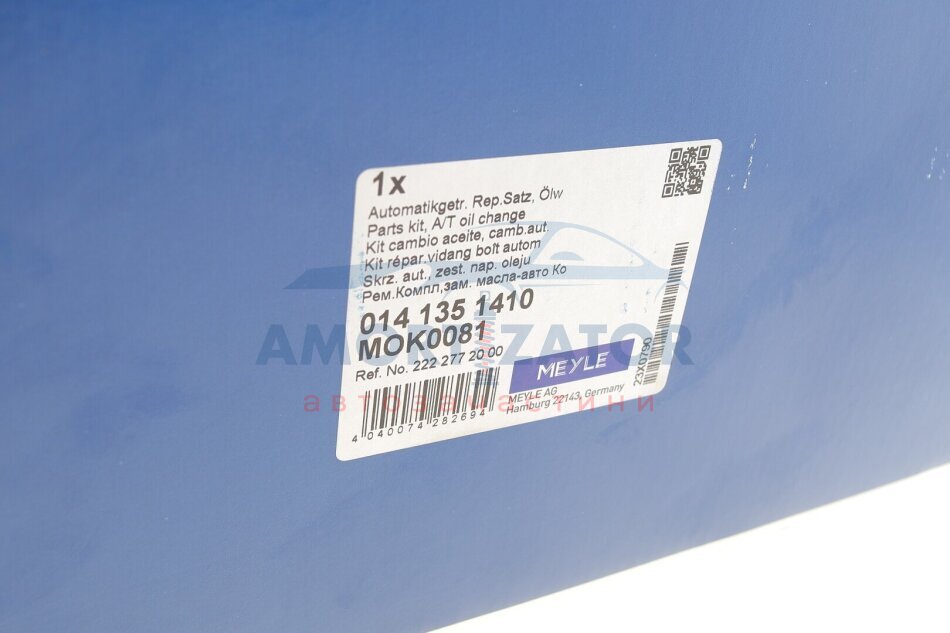 1x
Automatikgetr. Rep.Satz, Ölw
Parts kit, A/T oil change
Kit cambio aceite, camb.aut.
Kit répar.vidang boît autom
Skrz. aut., zest. nap. oleju
Рем.Компл,зам. масла-авто Ко
014 135 1410
MOK0081
Ref. No. 222 277 20 00
4 040074 282694
MEYLE
MEYLE AG
Hamburg 22143, Germany
23X0790
AMORTIZATOR
автозапчастини